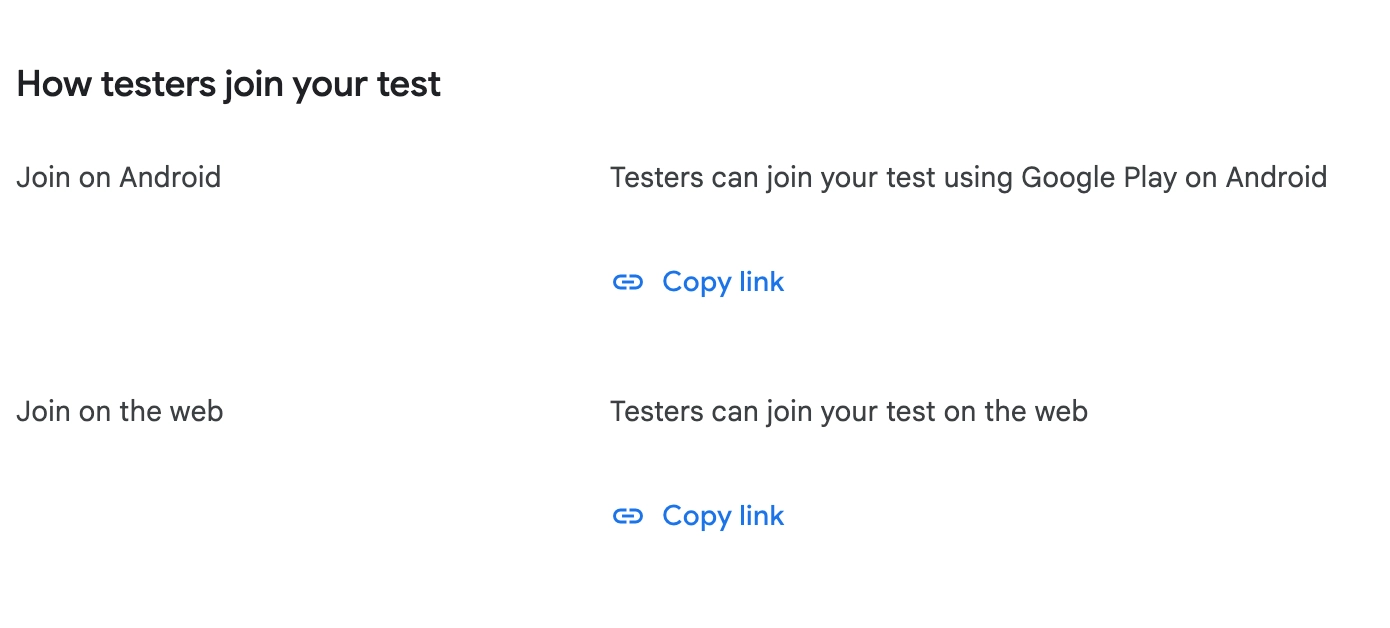 How testers join your test
Join on Android
Testers can join your test using Google Play on Android
Copy link
Join on the web
Testers can join your test on the web
Copy link